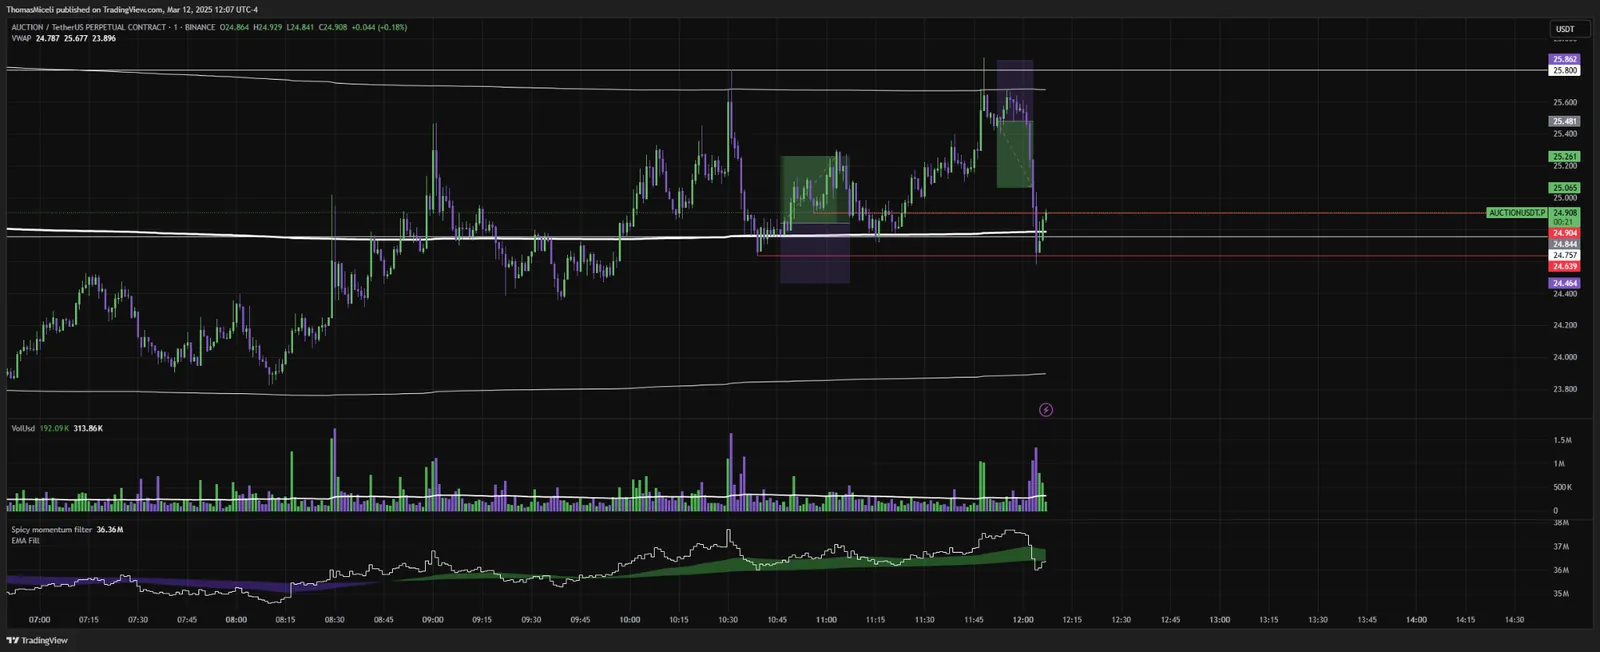 ThomasMiceli published on TradingView.com, Mar 12, 2025 12:07 UTC-4
AUCTION / TetherUS PERPETUAL CONTRACT · 1 · BINANCE O24.864 H24.929 L24.841 C24.908 +0.044 (+0.18%)
VWAP 24.787 25.677 23.896
USDT
25.862
25.800
25.600
25.481
25.400
25.261
25.200
25.065
25.000
AUCTIONUSDT.P 24.908
00:21
24.904
24.844
24.757
24.639
24.464
24.400
24.200
24.000
23.800
VolUsd 192.09K 313.86K
1.5M
1M
500K
0
Spicy momentum filter 36.36M
EMA Fill
38M
37M
36M
35M
07:00 07:15 07:30 07:45 08:00 08:15 08:30 08:45 09:00 09:15 09:30 09:45 10:00 10:15 10:30 10:45 11:00 11:15 11:30 11:45 12:00 12:15 12:30 12:45 13:00 13:15 13:30 13:45 14:00 14:15 14:30
TradingView